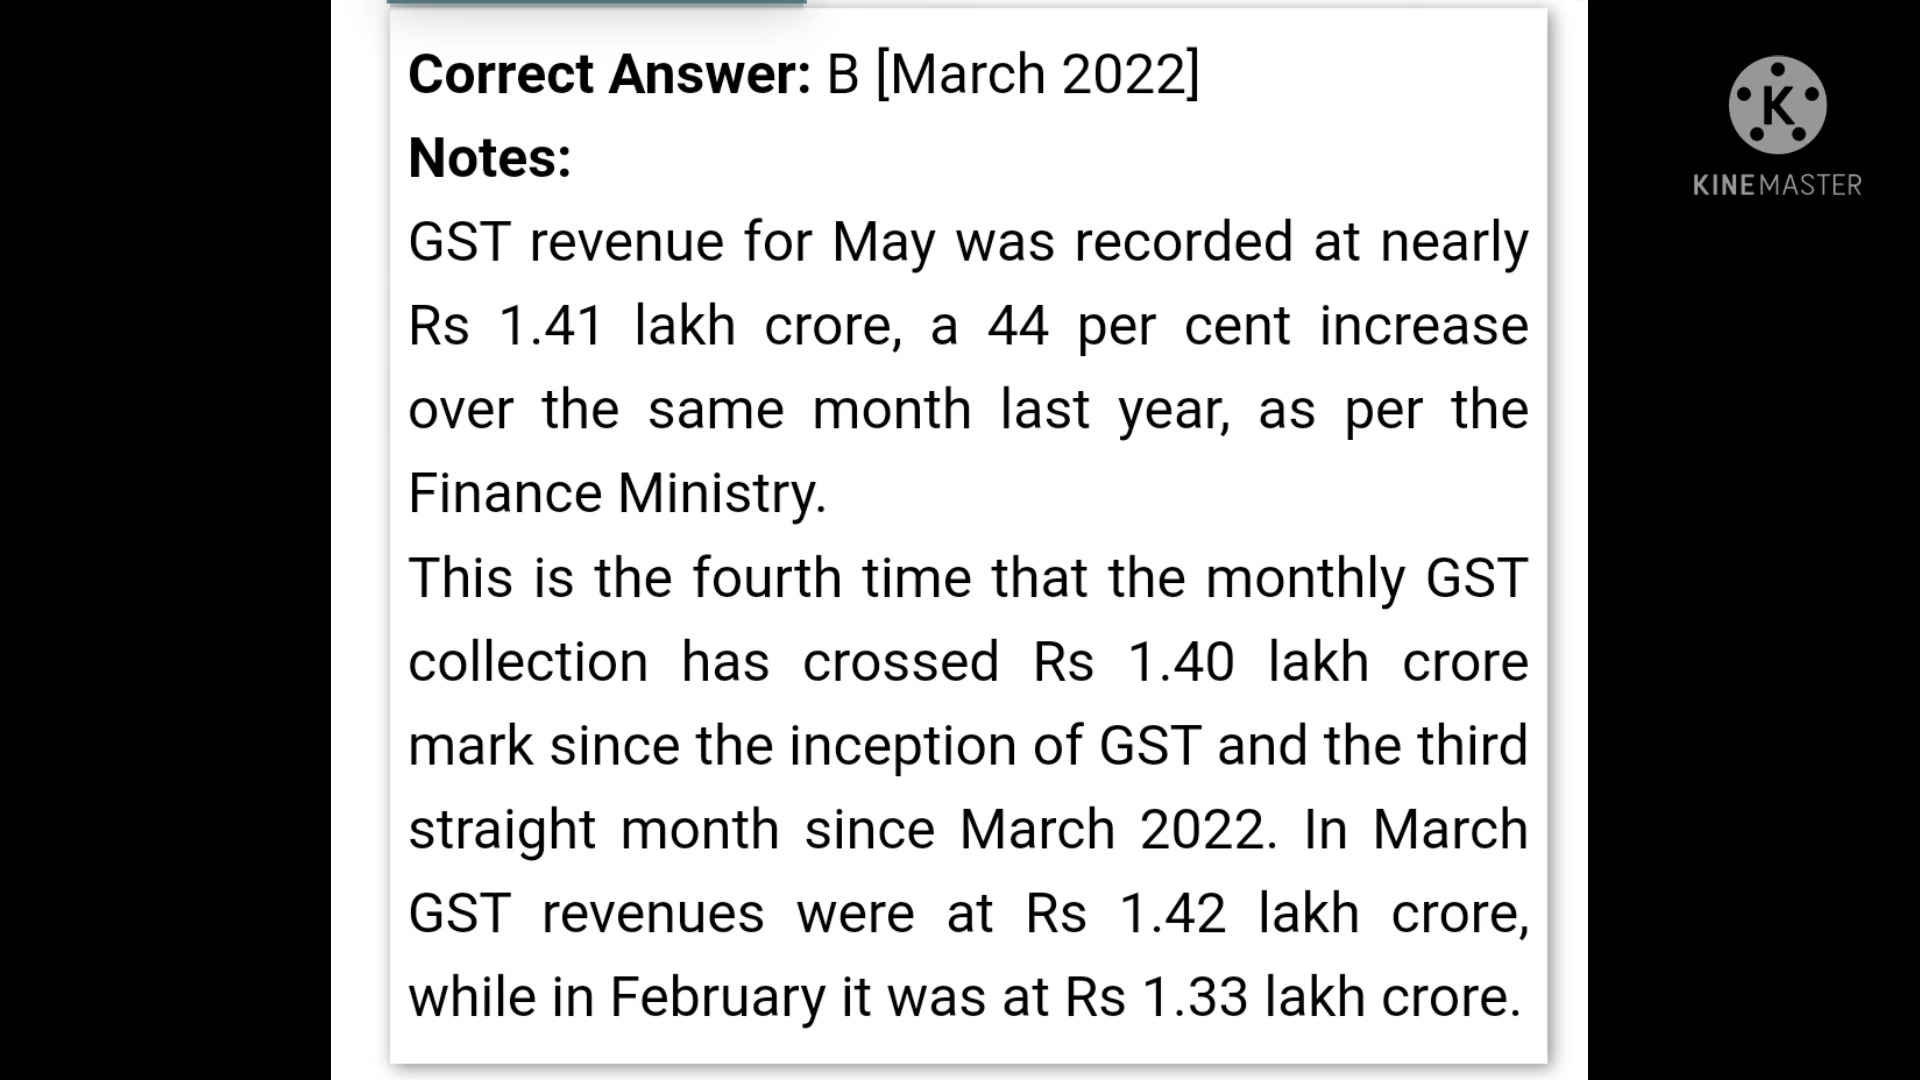 Correct Answer: B [March 2022]
Notes:
GST revenue for May was recorded at nearly
Rs 1.41 lakh crore, a 44 per cent increase
over the same month last year, as per the
Finance Ministry.
This is the fourth time that the monthly GST
collection has crossed Rs 1.40 lakh crore
mark since the inception of GST and the third
straight month since March 2022. In March
GST revenues were at Rs 1.42 lakh crore,
while in February it was at Rs 1.33 lakh crore.
K
KINEMASTER